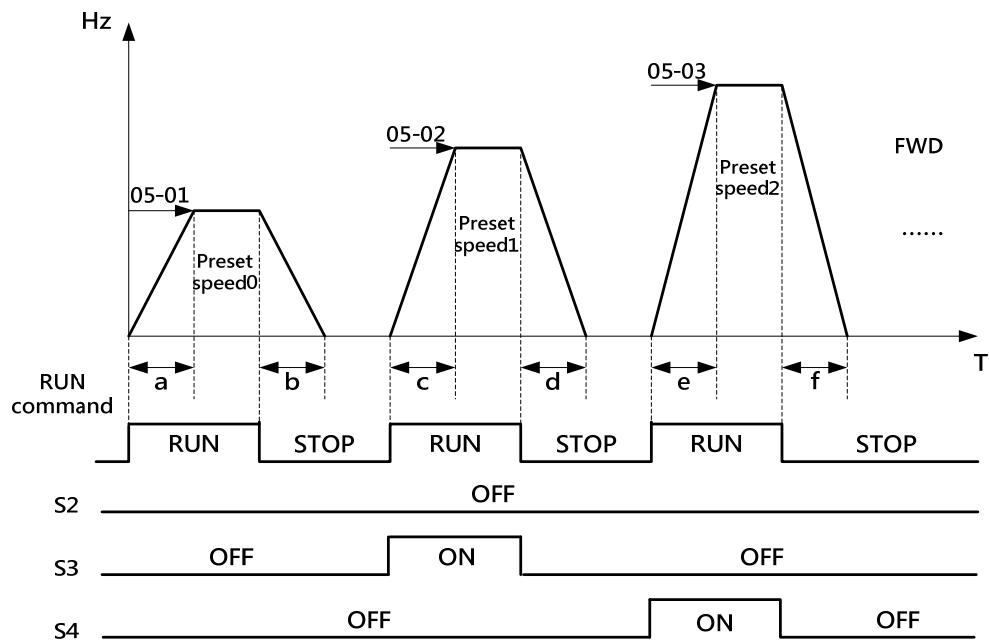 Hz
05-03
05-02
FWD
Preset
speed2
05-01
Preset
speed1
Preset
speed0
......
T
a
b
c
d
e
f
RUN
command
RUN
STOP
RUN
STOP
RUN
STOP
S2
OFF
S3
OFF
ON
OFF
S4
OFF
ON
OFF